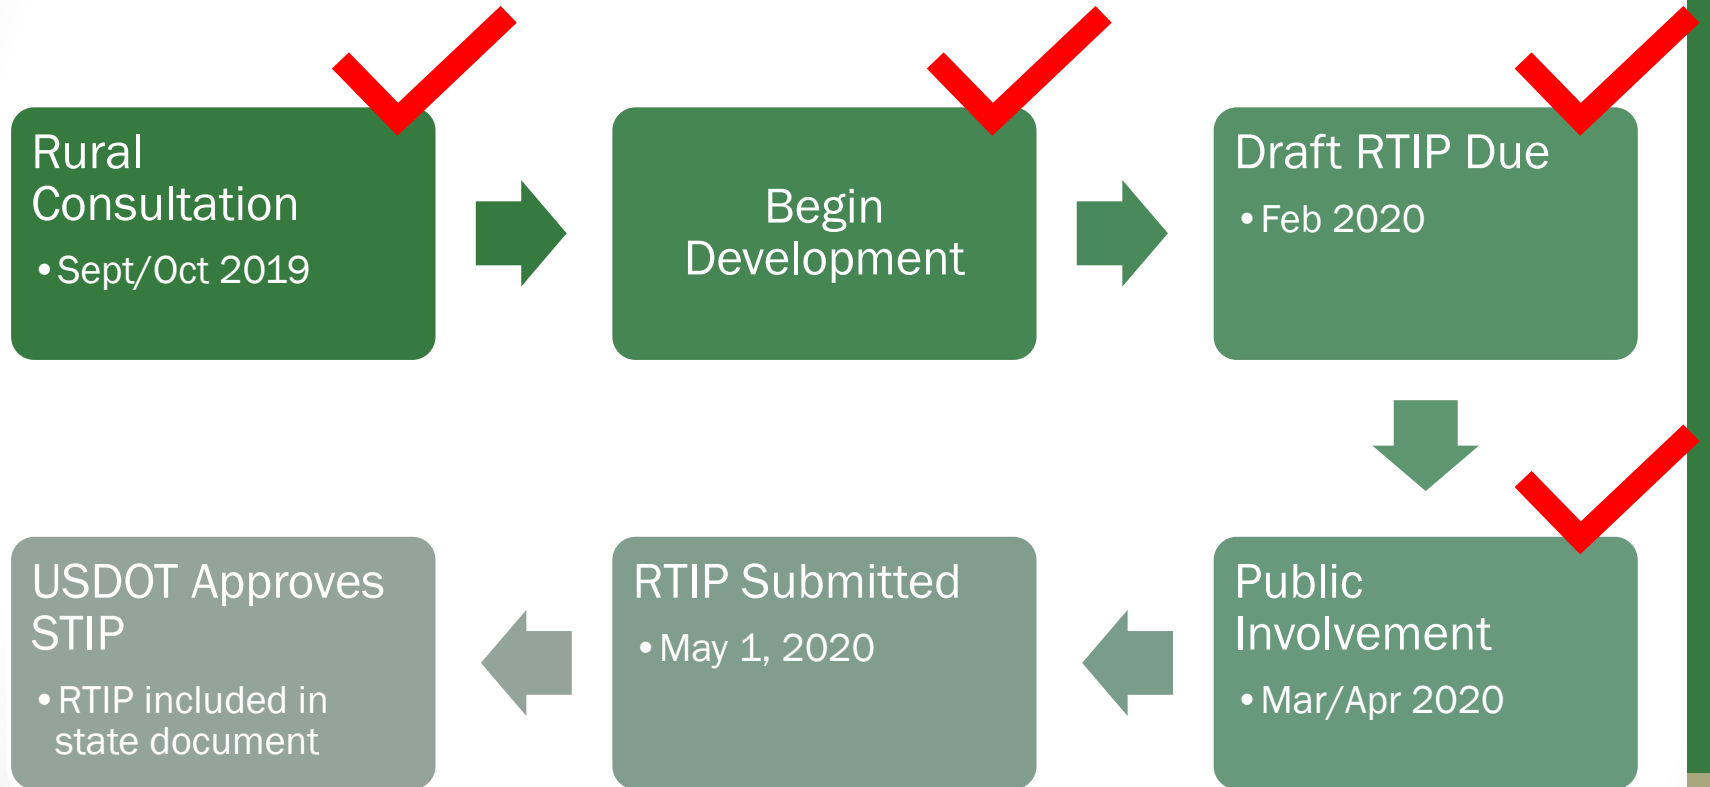 Rural
Consultation
•Sept/Oct 2019
Begin
Development
Draft RTIP Due
•Feb 2020
Public
Involvement
•Mar/Apr 2020
RTIP Submitted
•May 1, 2020
USDOT Approves
STIP
•RTIP included in
state document